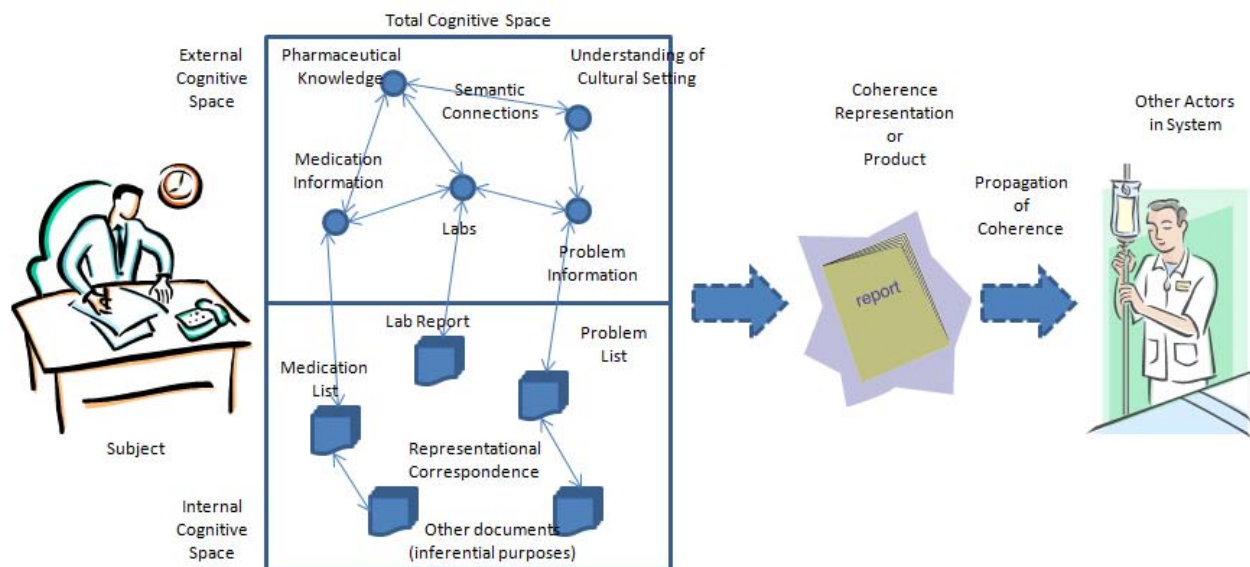 Total Cognitive Space
External
Cognitive
Space
Pharmaceutical
Knowledge
Understanding of
Cultural Setting
Semantic
Connections
Medication
Information
Labs
Problem
Information
Lab Report
Problem
List
Medication
List
Representational
Correspondence
Other documents
(inferential purposes)
Subject
Internal
Cognitive
Space
Coherence
Representation
or
Product
report
Propagation
of
Coherence
Other Actors
in System